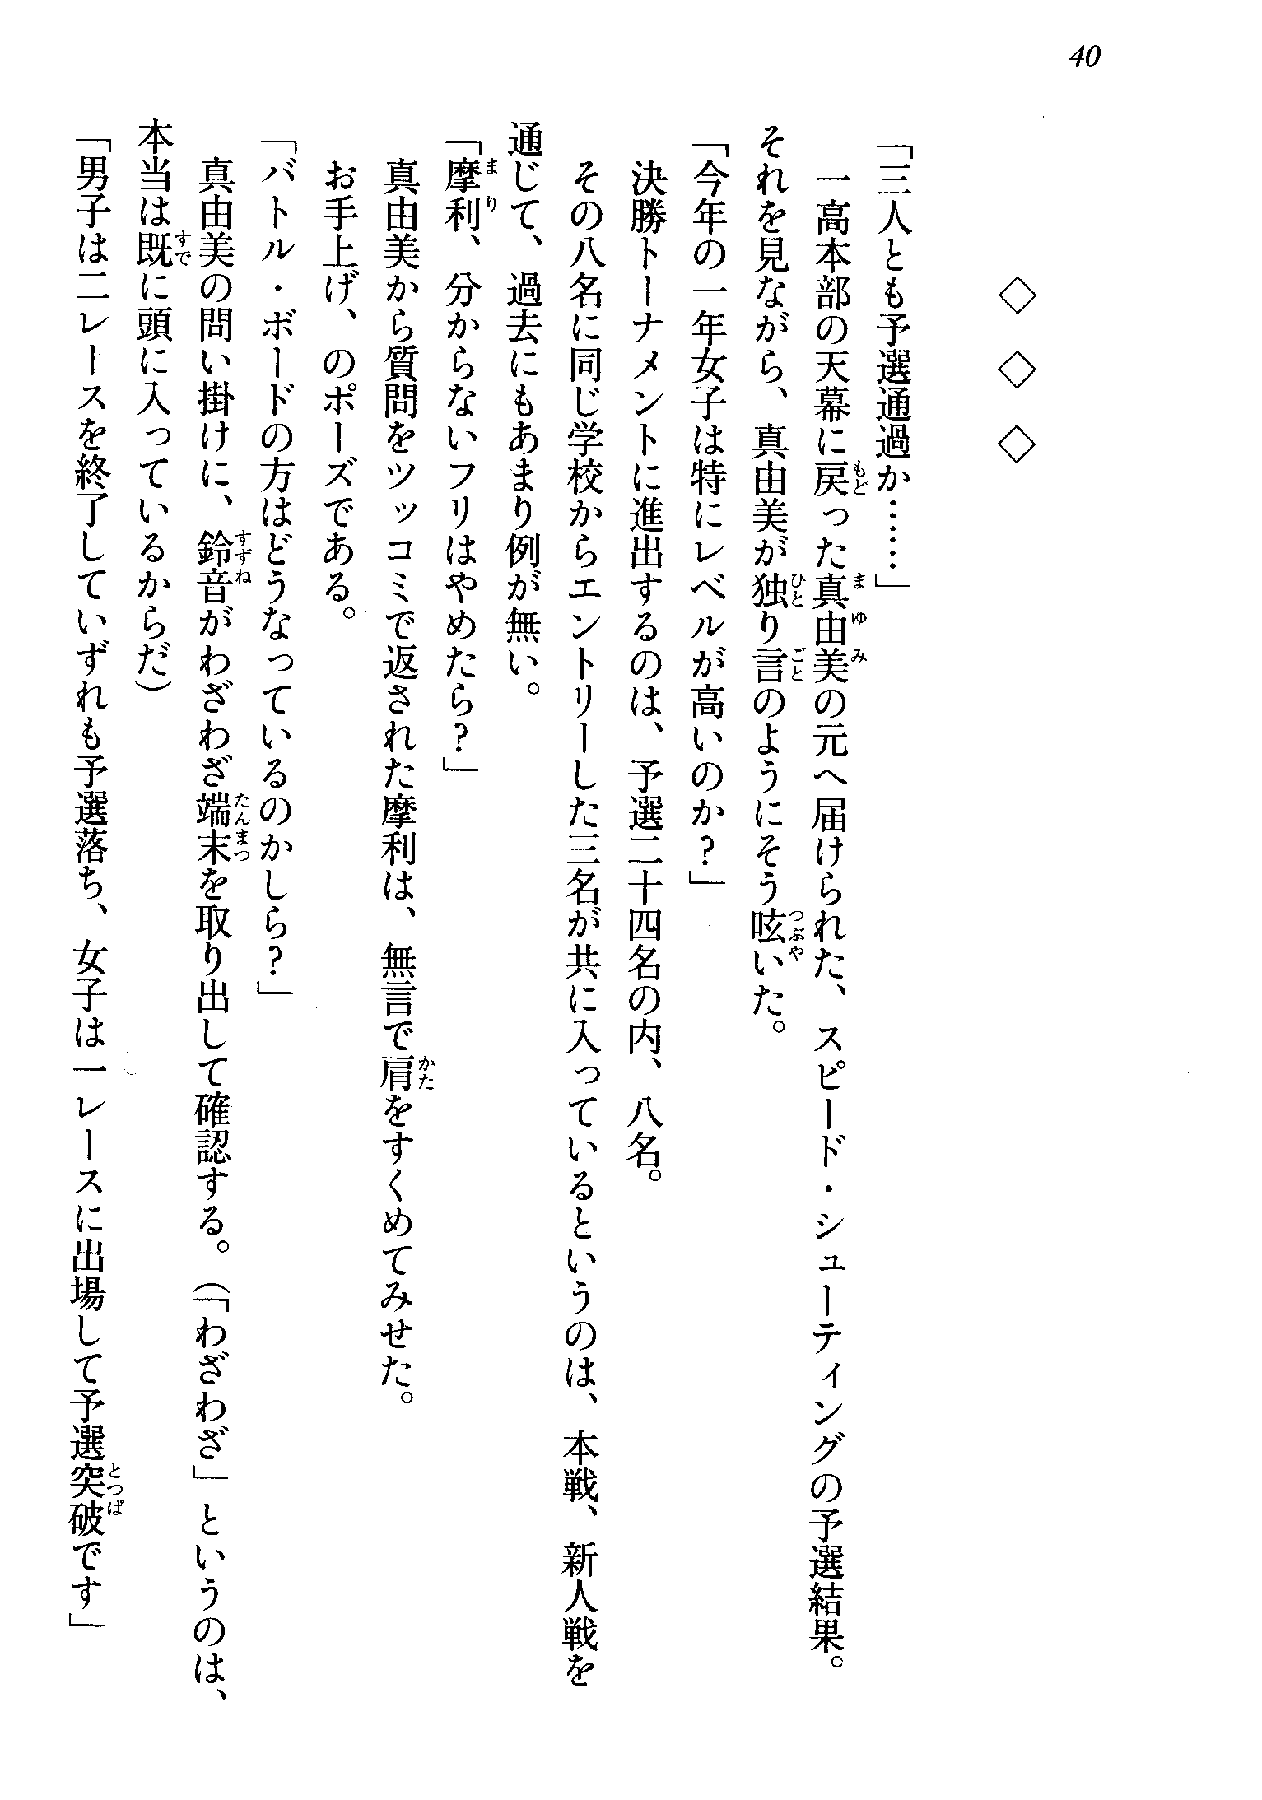 40
◇ ◇ ◇
「三人とも予選通過か……」
一高本部の天幕に戻った真由美の元へ届けられた、スピード・シューティングの予選結果。
それを見ながら、真由美が独り言のようにそう呟いた。
「今年の一年女子は特にレベルが高いのか?」
決勝トーナメントに進出するのは、予選二十四名の内、八名。
その八名に同じ学校からエントリーした三名が共に入っているというのは、本戦、新人戦を
通じて、過去にもあまり例が無い。
「摩利、分からないフリはやめたら?」
真由美から質問をツッコミで返された摩利は、無言で肩をすくめてみせた。
お手上げ、のポーズである。
「バトル・ボードの方はどうなっているのかしら?」
真由美の問い掛けに、鈴音がわざわざ端末を取り出して確認する。(「わざわざ」というのは、
本当は既に頭に入っているからだ)
「男子は二レースを終了していずれも予選落ち、女子は一レースに出場して予選突破です」